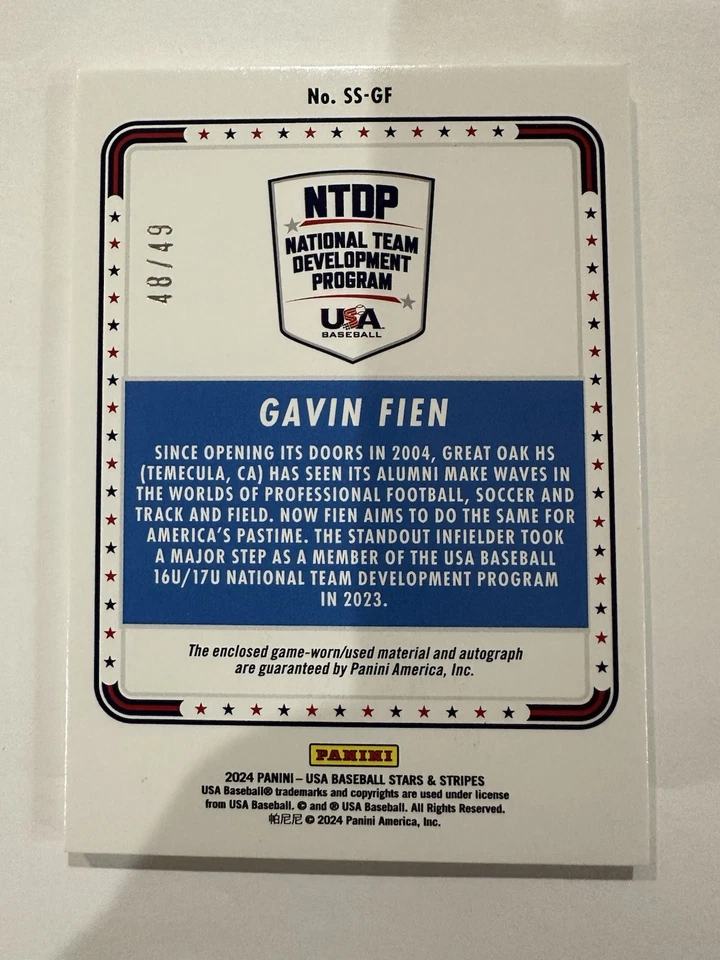 No. SS-GF
48/49
NTDP
NATIONAL TEAM
DEVELOPMENT
PROGRAM
USA
BASEBALL
GAVIN FIEN
SINCE OPENING ITS DOORS IN 2004, GREAT OAK HS
(TEMECULA, CA) HAS SEEN ITS ALUMNI MAKE WAVES IN
THE WORLDS OF PROFESSIONAL FOOTBALL, SOCCER AND
TRACK AND FIELD. NOW FIEN AIMS TO DO THE SAME FOR
AMERICA'S PASTIME. THE STANDOUT INFIELDER TOOK
A MAJOR STEP AS A MEMBER OF THE USA BASEBALL
16U/17U NATIONAL TEAM DEVELOPMENT PROGRAM
IN 2023.
The enclosed game-worn/used material and autograph
are guaranteed by Panini America, Inc.
PANINI
2024 PANINI – USA BASEBALL STARS & STRIPES
USA Baseball® trademarks and copyrights are used under license
from USA Baseball. © and ® USA Baseball. All Rights Reserved.
帕尼尼 © 2024 Panini America, Inc.